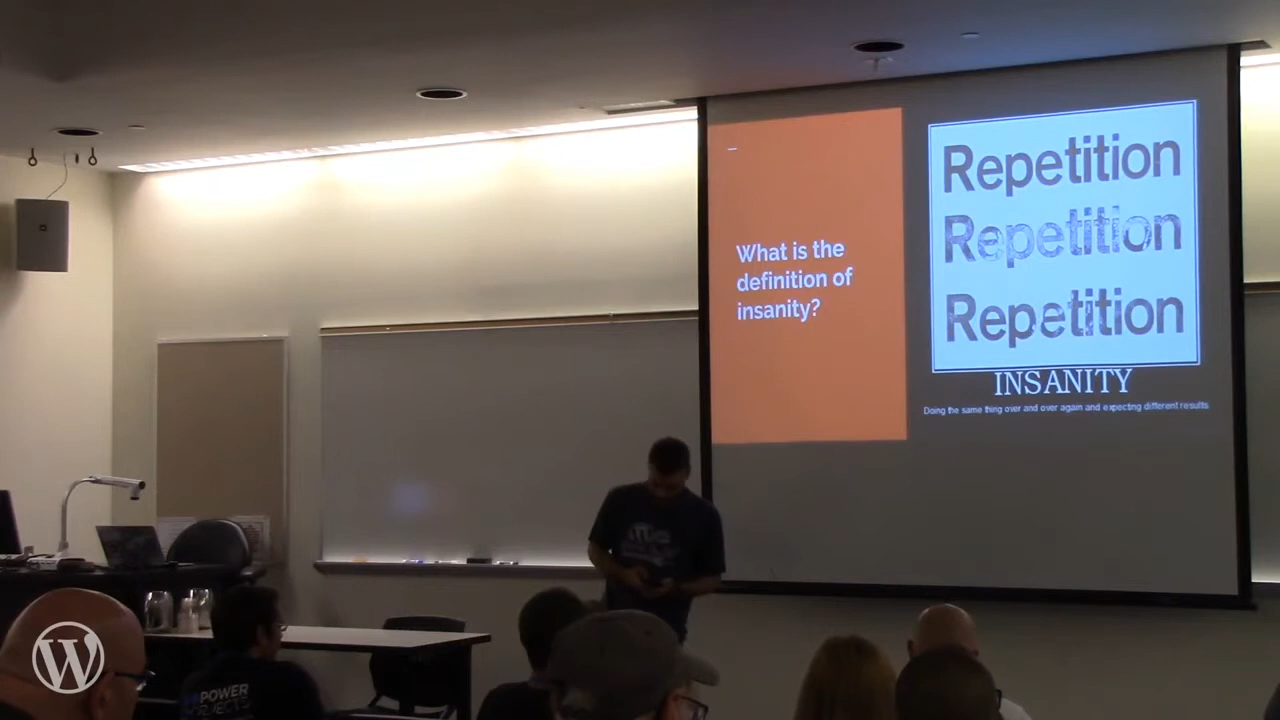 What is the
definition of
insanity?
Repetition
Repetition
Repetition
INSANITY
Doing the same thing over and over again and expecting different results
POWER
W